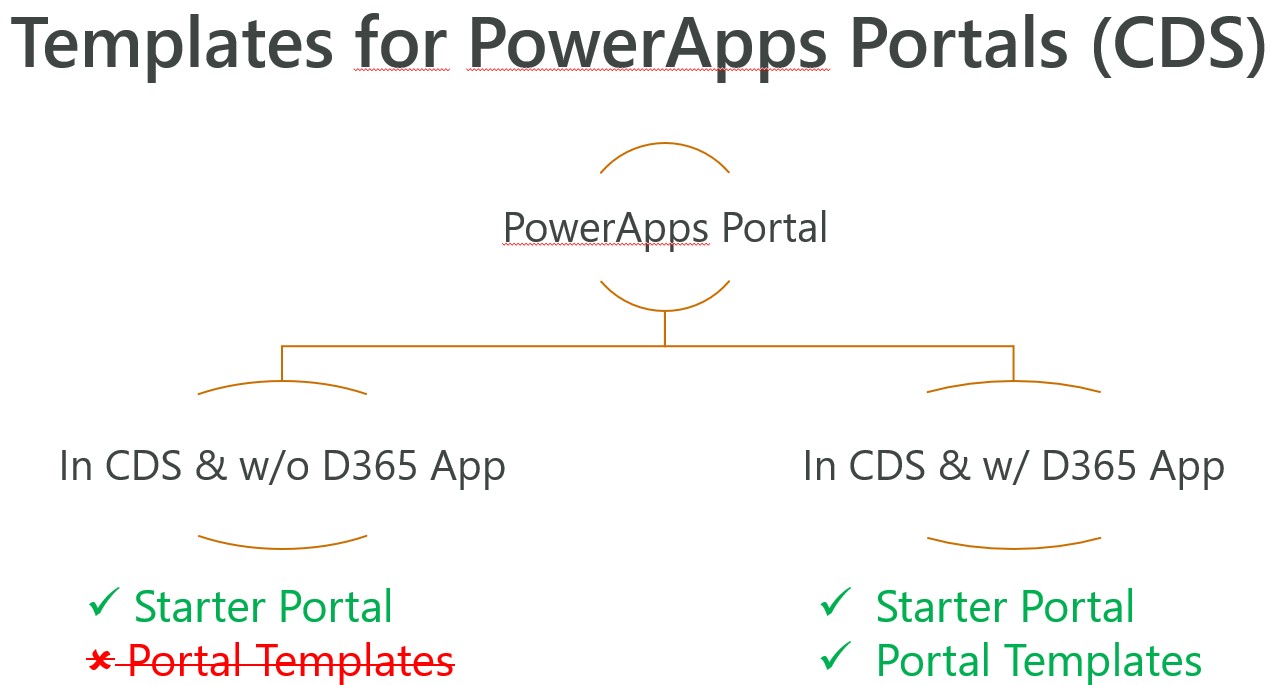 Templates for PowerApps Portals (CDS)
PowerApps Portal
In CDS & w/o D365 App
In CDS & w/ D365 App
✓ Starter Portal
✗ Portal Templates
✓ Starter Portal
✓ Portal Templates